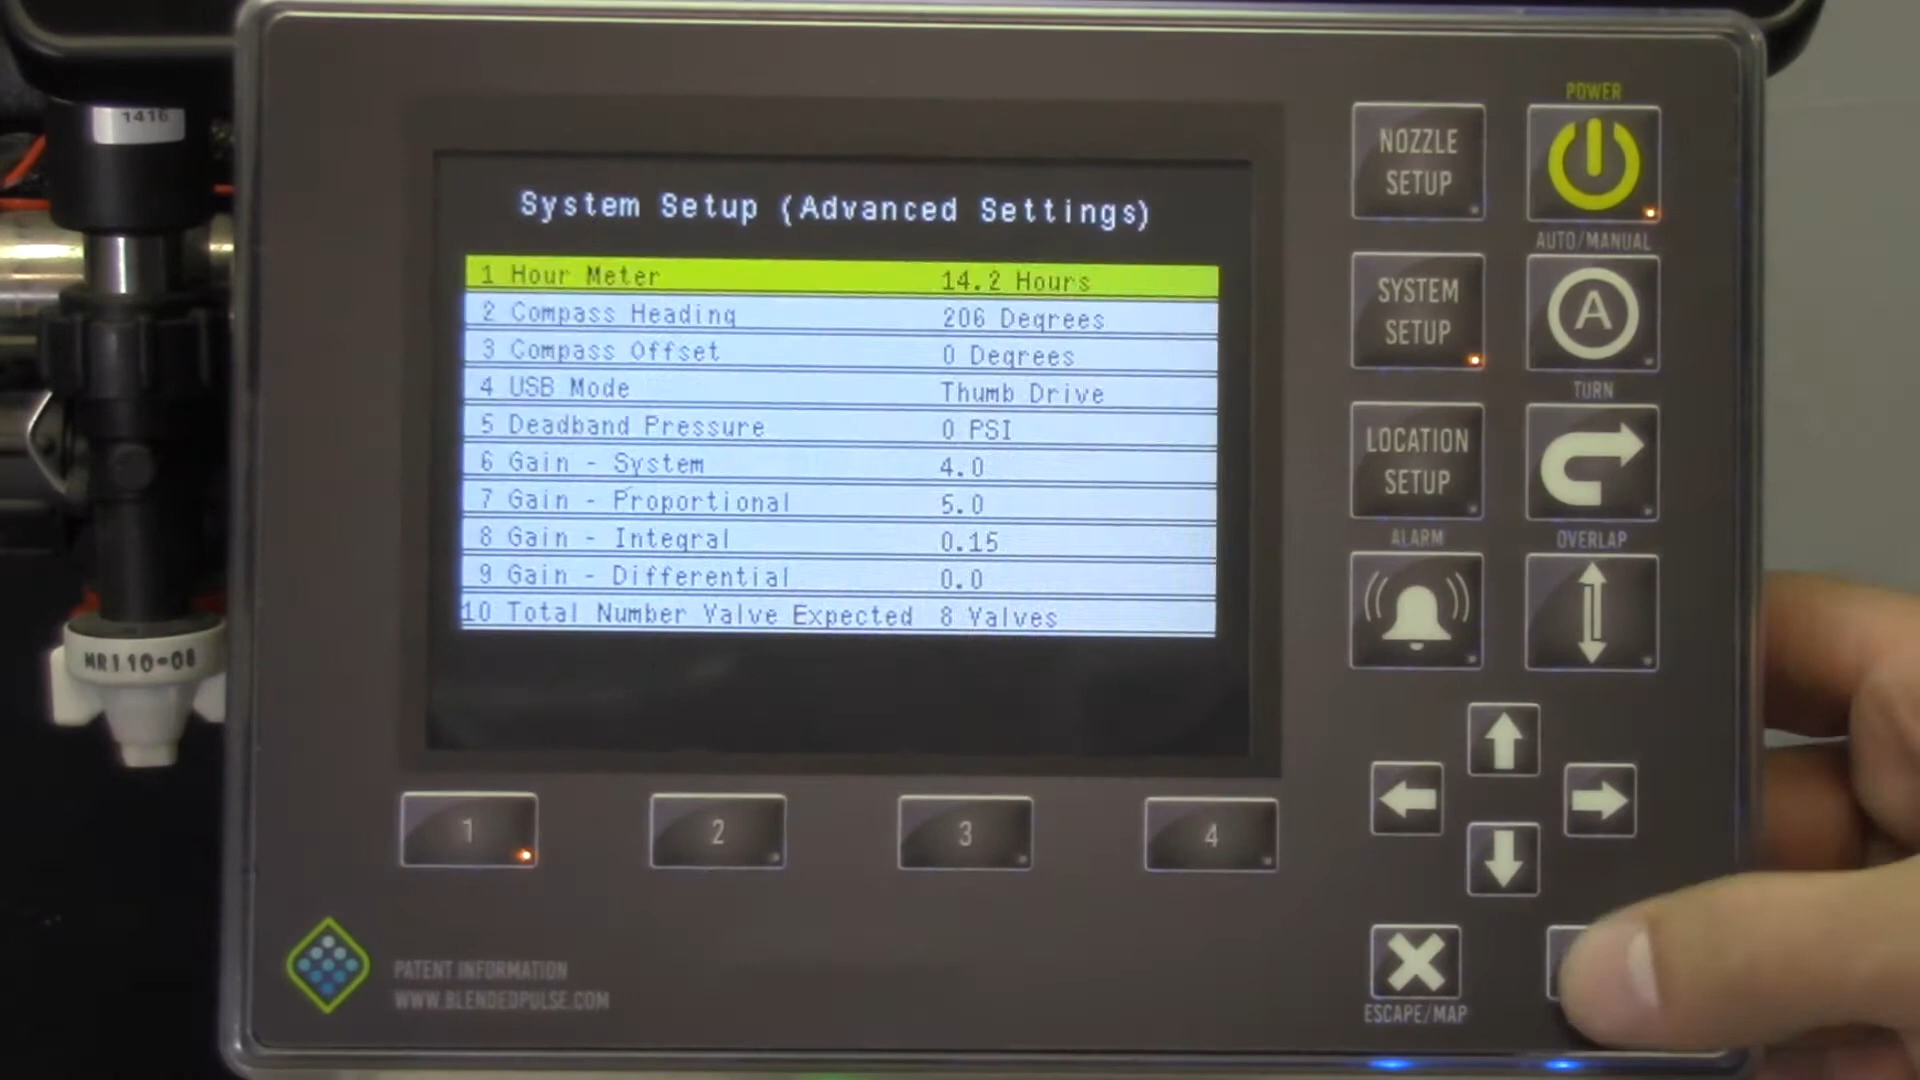 1416
POWER
NOZZLE
SETUP
System Setup (Advanced Settings)
AUTO/MANUAL
1 Hour Meter 14.2 Hours
2 Compass Heading 206 Degrees
3 Compass Offset 0 Degrees
4 USB Mode Thumb Drive
5 Deadband Pressure 0 PSI
6 Gain - System 4.0
7 Gain - Proportional 5.0
8 Gain - Integral 0.15
9 Gain - Differential 0.0
10 Total Number Valve Expected 8 Valves
SYSTEM
SETUP
A
TURN
LOCATION
SETUP
ALARM
OVERLAP
MR110-08
1
2
3
4
PATENT INFORMATION
WWW.BLENDEDPULSE.COM
ESCAPE/MAP